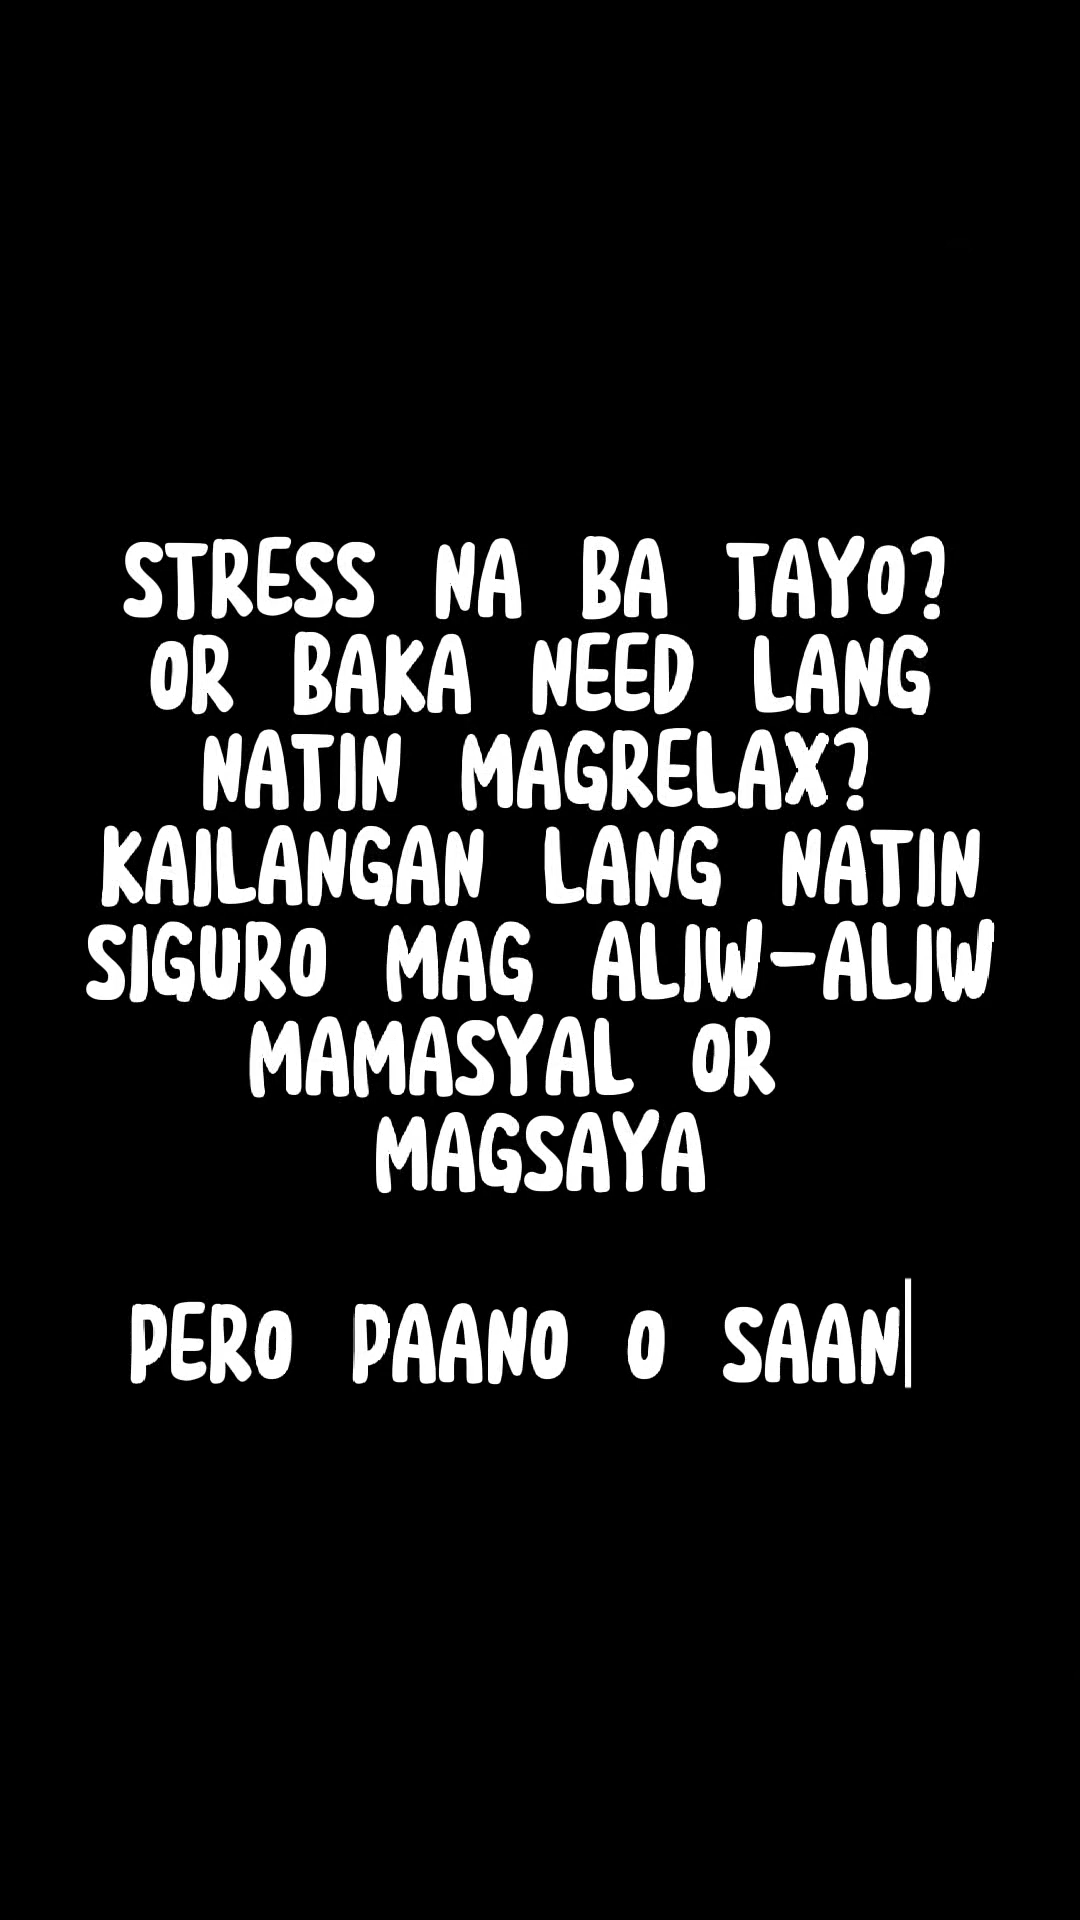 STRESS NA BA TAYO?
OR BAKA NEED LANG
NATIN MAGRELAX?
KAILANGAN LANG NATIN
SIGURO MAG ALIW-ALIW
MAMASYAL OR
MAGSAYA
PERO PAANO O SAAN